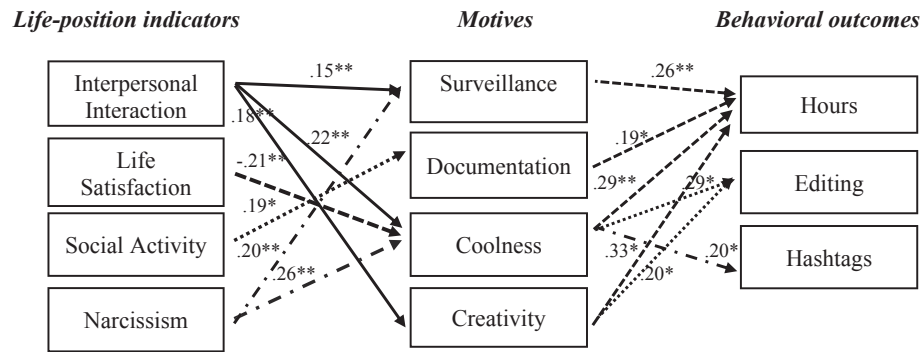 Life-position indicators
Motives
Behavioral outcomes
Interpersonal
Interaction
Life
Satisfaction
Social Activity
Narcissism
.15**
.18**
.22**
-.21**
.19*
.20**
.26**
Surveillance
Documentation
Coolness
Creativity
.26**
.19*
.29**
.29*
.33*
.20*
.20*
Hours
Editing
Hashtags